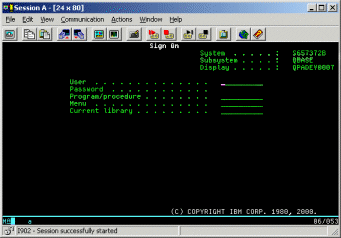 Session A - [24 x 80]
File Edit View Communication Actions Window Help
Sign On
System . . . . . : S657372B
Subsystem . . . . : QBASE
Display . . . . . : QPADEV0007
User . . . . . . . . . . . . . .
Password . . . . . . . . . . . .
Program/procedure . . . . . . . .
Menu . . . . . . . . . . . . . .
Current library . . . . . . . . .
(C) COPYRIGHT IBM CORP. 1980, 2000.
a 06/053
I902 - Session successfully started